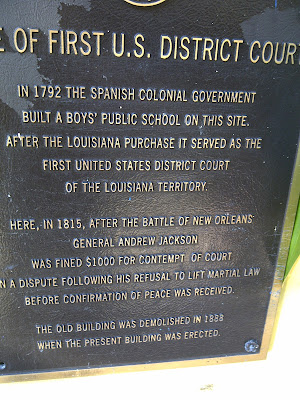 E OF FIRST U.S. DISTRICT COURT
IN 1792 THE SPANISH COLONIAL GOVERNMENT
BUILT A BOYS' PUBLIC SCHOOL ON THIS SITE.
AFTER THE LOUISIANA PURCHASE IT SERVED AS THE
FIRST UNITED STATES DISTRICT COURT
OF THE LOUISIANA TERRITORY.
HERE, IN 1815, AFTER THE BATTLE OF NEW ORLEANS
GENERAL ANDREW JACKSON
WAS FINED $1000 FOR CONTEMPT OF COURT
N A DISPUTE FOLLOWING HIS REFUSAL TO LIFT MARTIAL LAW
BEFORE CONFIRMATION OF PEACE WAS RECEIVED.
THE OLD BUILDING WAS DEMOLISHED IN 1888
WHEN THE PRESENT BUILDING WAS ERECTED.